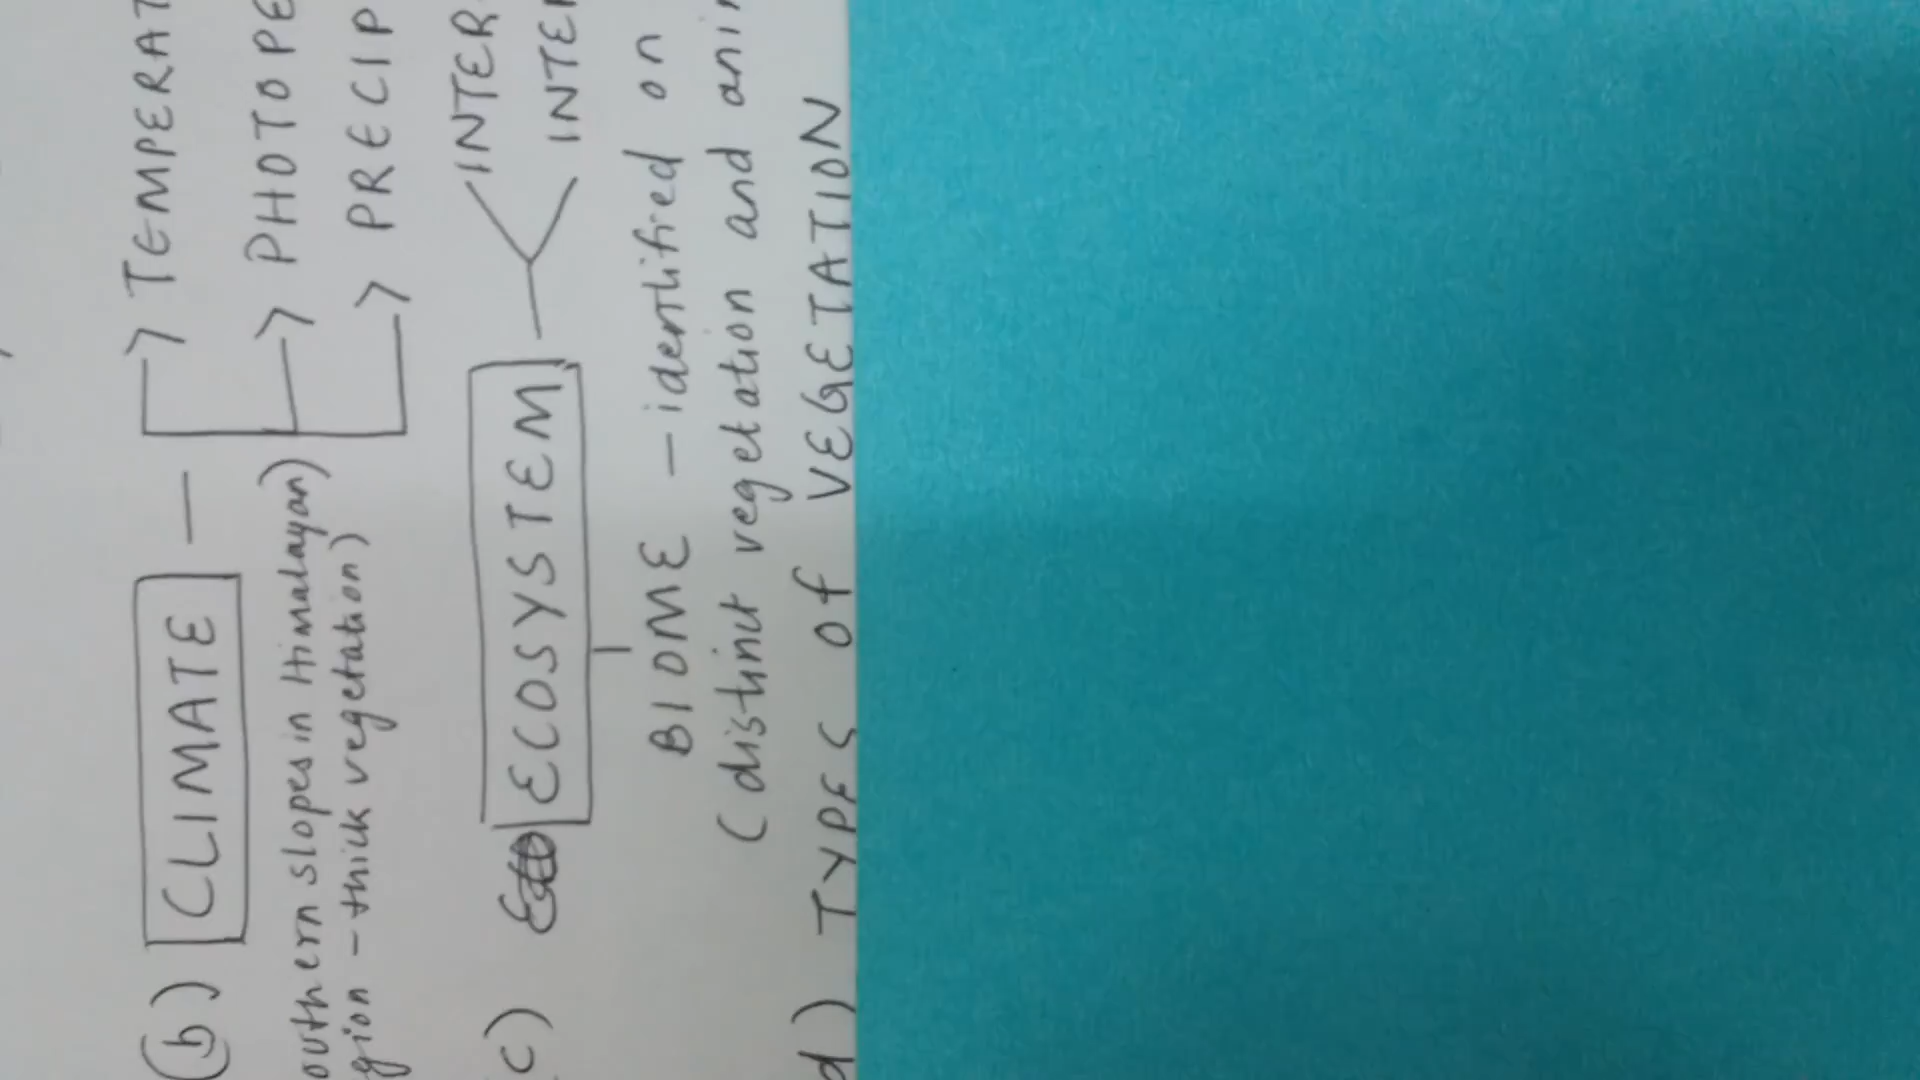 (b) CLIMATE — > TEMPERAT
> PHOTOPE
outhern slopes in Himalayan)
> PRECIP
gion - thick vegetation)
INTER
c) ECOSYSTEM
INTER
BIOME - identified on
(distinct vegetation and ani
d) TYPES Of VEGETATION